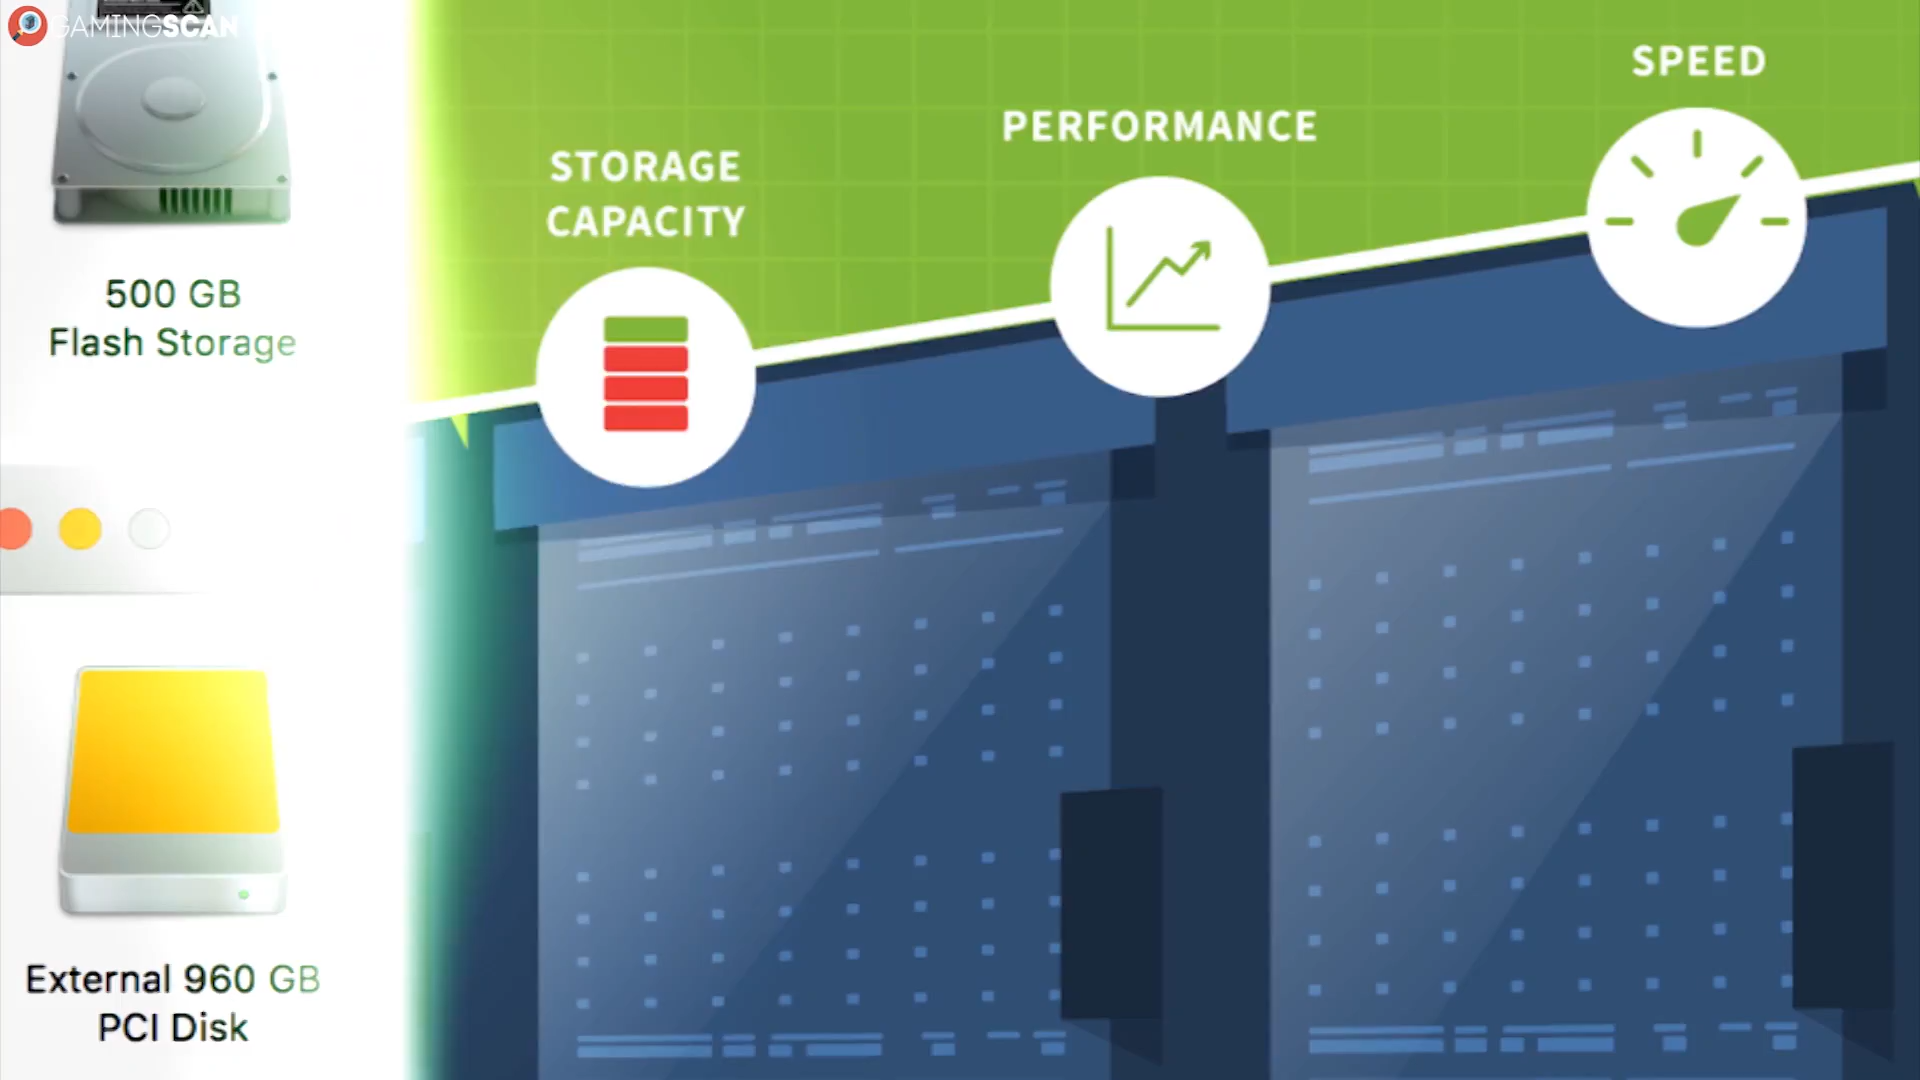 GAMINGSCAN
500 GB
Flash Storage
External 960 GB
PCI Disk
STORAGE
CAPACITY
PERFORMANCE
SPEED